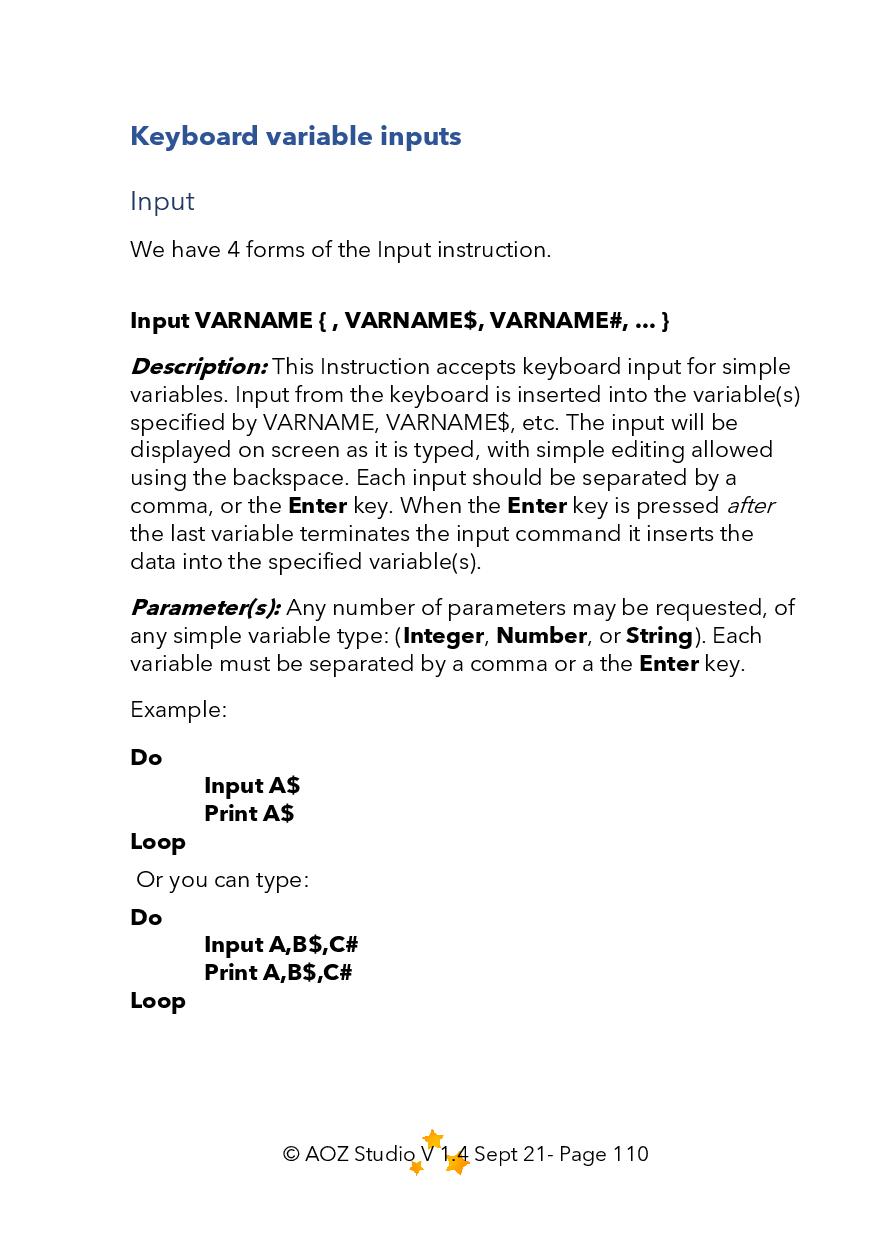 Keyboard variable inputs
Input
We have 4 forms of the Input instruction.
Input VARNAME { , VARNAME$, VARNAME#, ... }
Description: This Instruction accepts keyboard input for simple
variables. Input from the keyboard is inserted into the variable(s)
specified by VARNAME, VARNAME$, etc. The input will be
displayed on screen as it is typed, with simple editing allowed
using the backspace. Each input should be separated by a
comma, or the Enter key. When the Enter key is pressed after
the last variable terminates the input command it inserts the
data into the specified variable(s).
Parameter(s): Any number of parameters may be requested, of
any simple variable type: (Integer, Number, or String). Each
variable must be separated by a comma or a the Enter key.
Example:
Do
Input A$
Print A$
Loop
Or you can type:
Do
Input A,B$,C#
Print A,B$,C#
Loop
© AOZ Studio V 1.4 Sept 21- Page 110